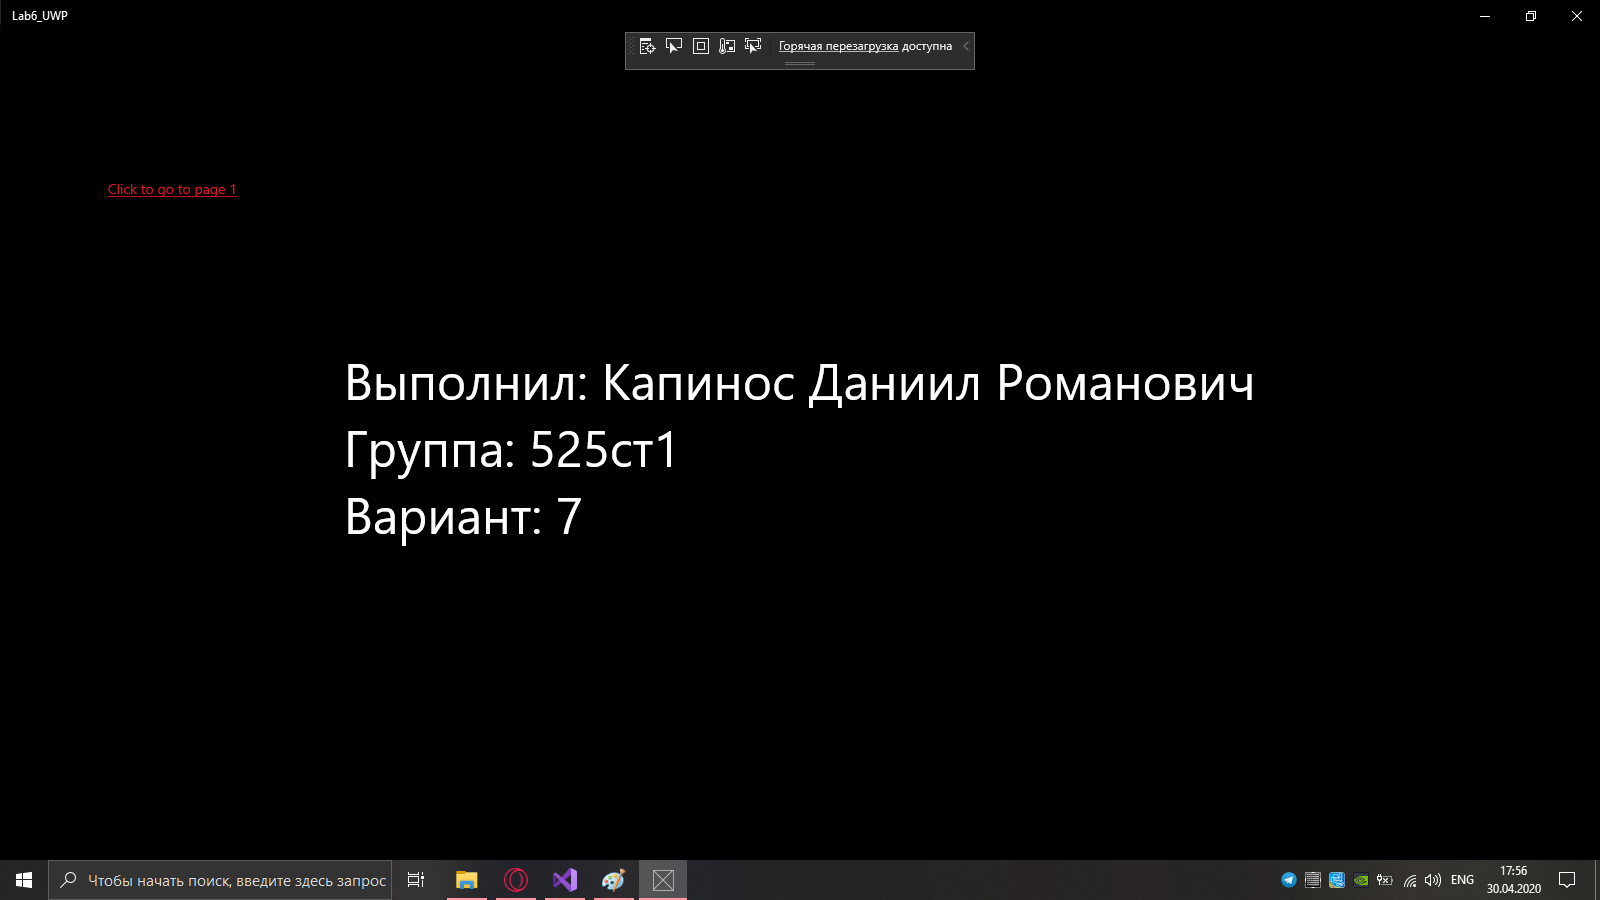 Lab6_UWP
Горячая перезагрузка доступна
Click to go to page 1
Выполнил: Капинос Даниил Романович
Группа: 525ст1
Вариант: 7
Чтобы начать поиск, введите здесь запрос
ENG
17:56
30.04.2020